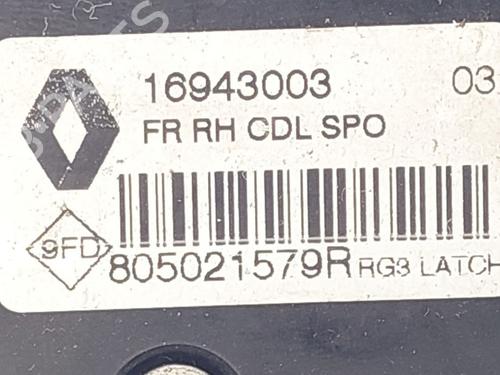 16943003 03
FR RH CDL SPO
9FD
805021579R RG3 LATCH